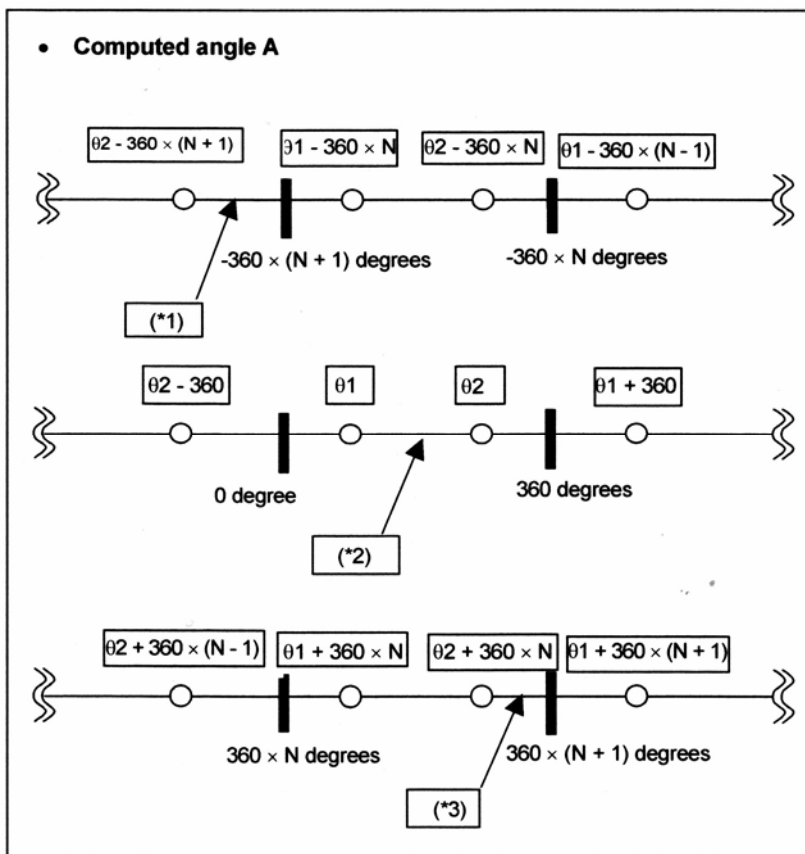 • Computed angle A
θ2 - 360 × (N + 1) θ1 - 360 × N θ2 - 360 × N θ1 - 360 × (N - 1)
-360 × (N + 1) degrees -360 × N degrees
(*1)
θ2 - 360 θ1 θ2 θ1 + 360
0 degree 360 degrees
(*2)
θ2 + 360 × (N - 1) θ1 + 360 × N θ2 + 360 × N θ1 + 360 × (N + 1)
360 × N degrees 360 × (N + 1) degrees
(*3)